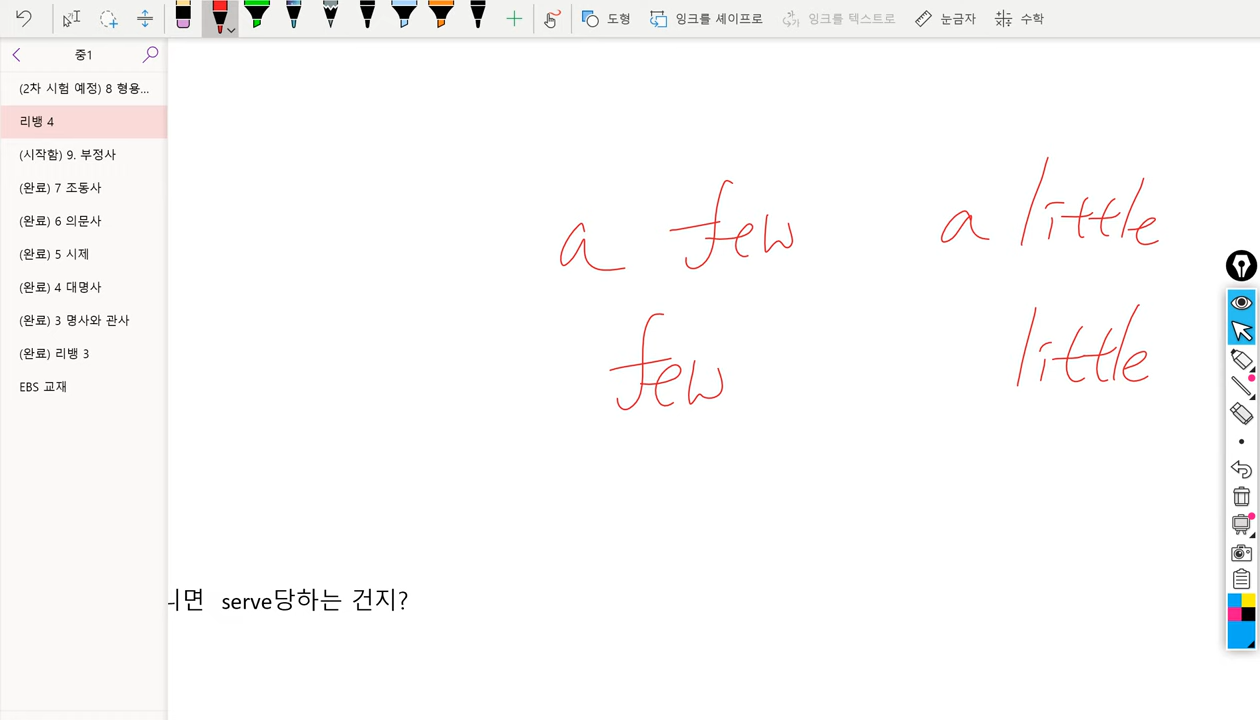 도형 잉크를 셰이프로 잉크를 텍스트로 눈금자 수학
중1
(2차 시험 예정) 8 형용...
리뱅 4
(시작함) 9. 부정사
(완료) 7 조동사
(완료) 6 의문사
(완료) 5 시제
(완료) 4 대명사
(완료) 3 명사와 관사
(완료) 리뱅 3
EBS 교재
a few a little
few little
니면 serve당하는 건지?